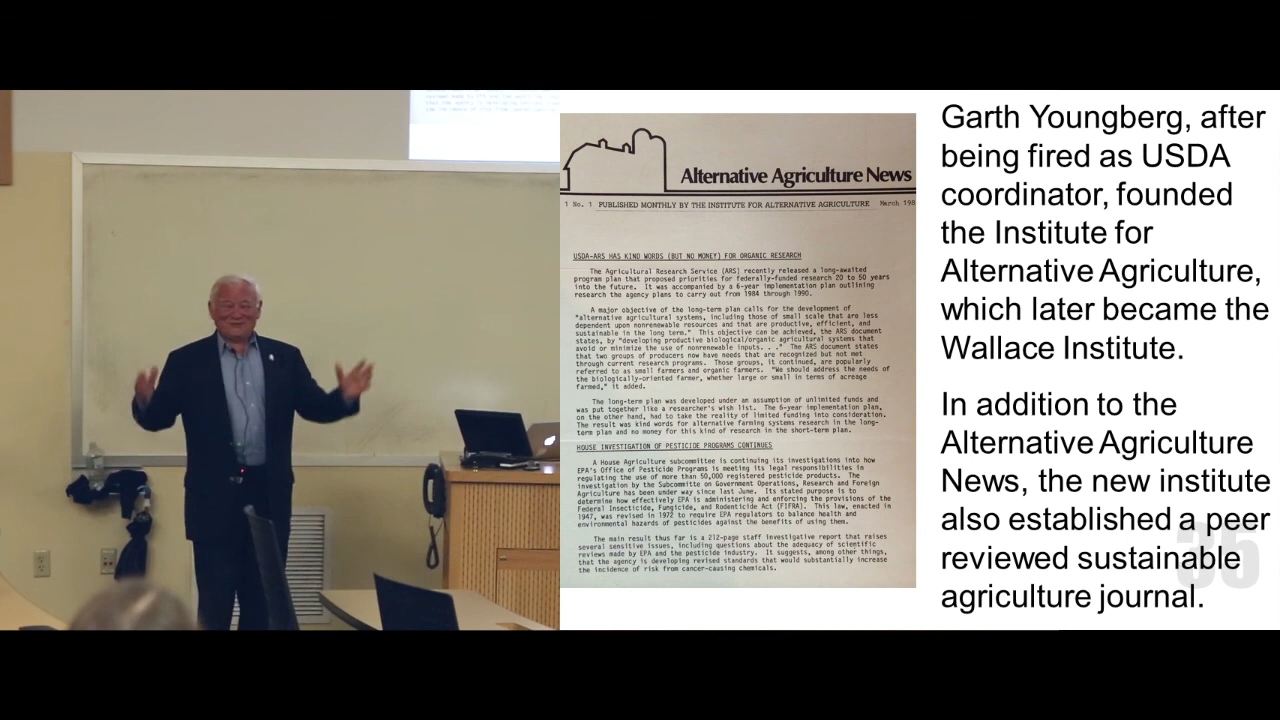 Alternative Agriculture News
1 No. 1 PUBLISHED MONTHLY BY THE INSTITUTE FOR ALTERNATIVE AGRICULTURE March 198
USDA-ARS HAS KIND WORDS (BUT NO MONEY) FOR ORGANIC RESEARCH
The Agricultural Research Service (ARS) recently released a long-awaited
program plan that proposed priorities for federally-funded research 20 to 50 years
into the future. It was accompanied by a 6-year implementation plan outlining
research the agency plans to carry out from 1984 through 1990.
A major objective of the long-term plan calls for the development of
"alternative agricultural systems, including those of small scale that are less
dependent upon nonrenewable resources and that are productive, efficient, and
sustainable in the long term." This objective can be achieved, the ARS document
states, by "developing productive biological/organic agricultural systems that
avoid or minimize the use of nonrenewable inputs. . ." The ARS document states
that two groups of producers now have needs that are recognized but not met
through current research programs. Those groups, it continued, are popularly
referred to as small farmers and organic farmers. "We should address the needs of
the biologically-oriented farmer, whether large or small in terms of acreage
farmed," it added.
The long-term plan was developed under an assumption of unlimited funds and
was put together like a researcher's wish list. The 6-year implementation plan,
on the other hand, had to take the reality of limited funding into consideration.
The result was kind words for alternative farming systems research in the long-
term plan and no money for this kind of research in the short-term plan.
HOUSE INVESTIGATION OF PESTICIDE PROGRAMS CONTINUES
A House Agriculture subcommittee is continuing its investigations into how
EPA's Office of Pesticide Programs is meeting its legal responsibilities in
regulating the use of more than 50,000 registered pesticide products. The
investigation by the Subcommittee on Government Operations, Research and Foreign
Agriculture has been under way since last June. Its stated purpose is to
determine how effectively EPA is administering and enforcing the provisions of the
Federal Insecticide, Fungicide, and Rodenticide Act (FIFRA). This law, enacted in
1947, was revised in 1972 to require EPA regulators to balance health and
environmental hazards of pesticides against the benefits of using them.
The main result thus far is a 212-page staff investigative report that raises
several sensitive issues, including questions about the adequacy of scientific
reviews made by EPA and the pesticide industry. It suggests, among other things,
that the agency is developing revised standards that would substantially increase
the incidence of risk from cancer-causing chemicals.
Garth Youngberg, after
being fired as USDA
coordinator, founded
the Institute for
Alternative Agriculture,
which later became the
Wallace Institute.
In addition to the
Alternative Agriculture
News, the new institute
also established a peer
reviewed sustainable
agriculture journal.
35